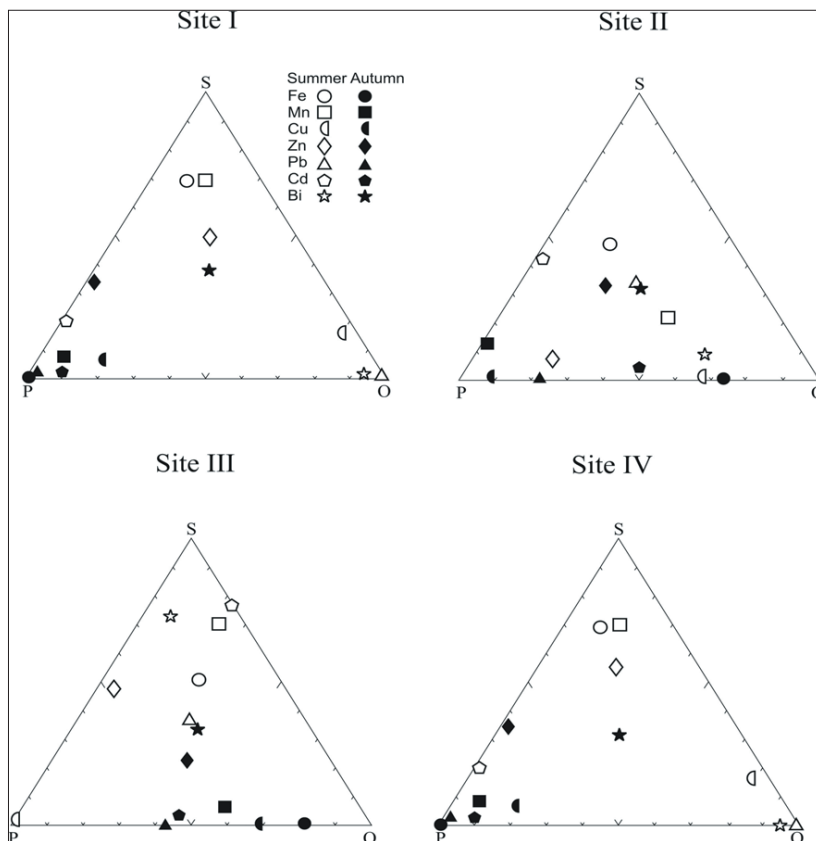 Site I
Site II
S
S
Summer Autumn
Fe
Mn
Cu
Zn
Pb
Cd
Bi
P
O
P
O
Site III
Site IV
S
S
P
O
P
O